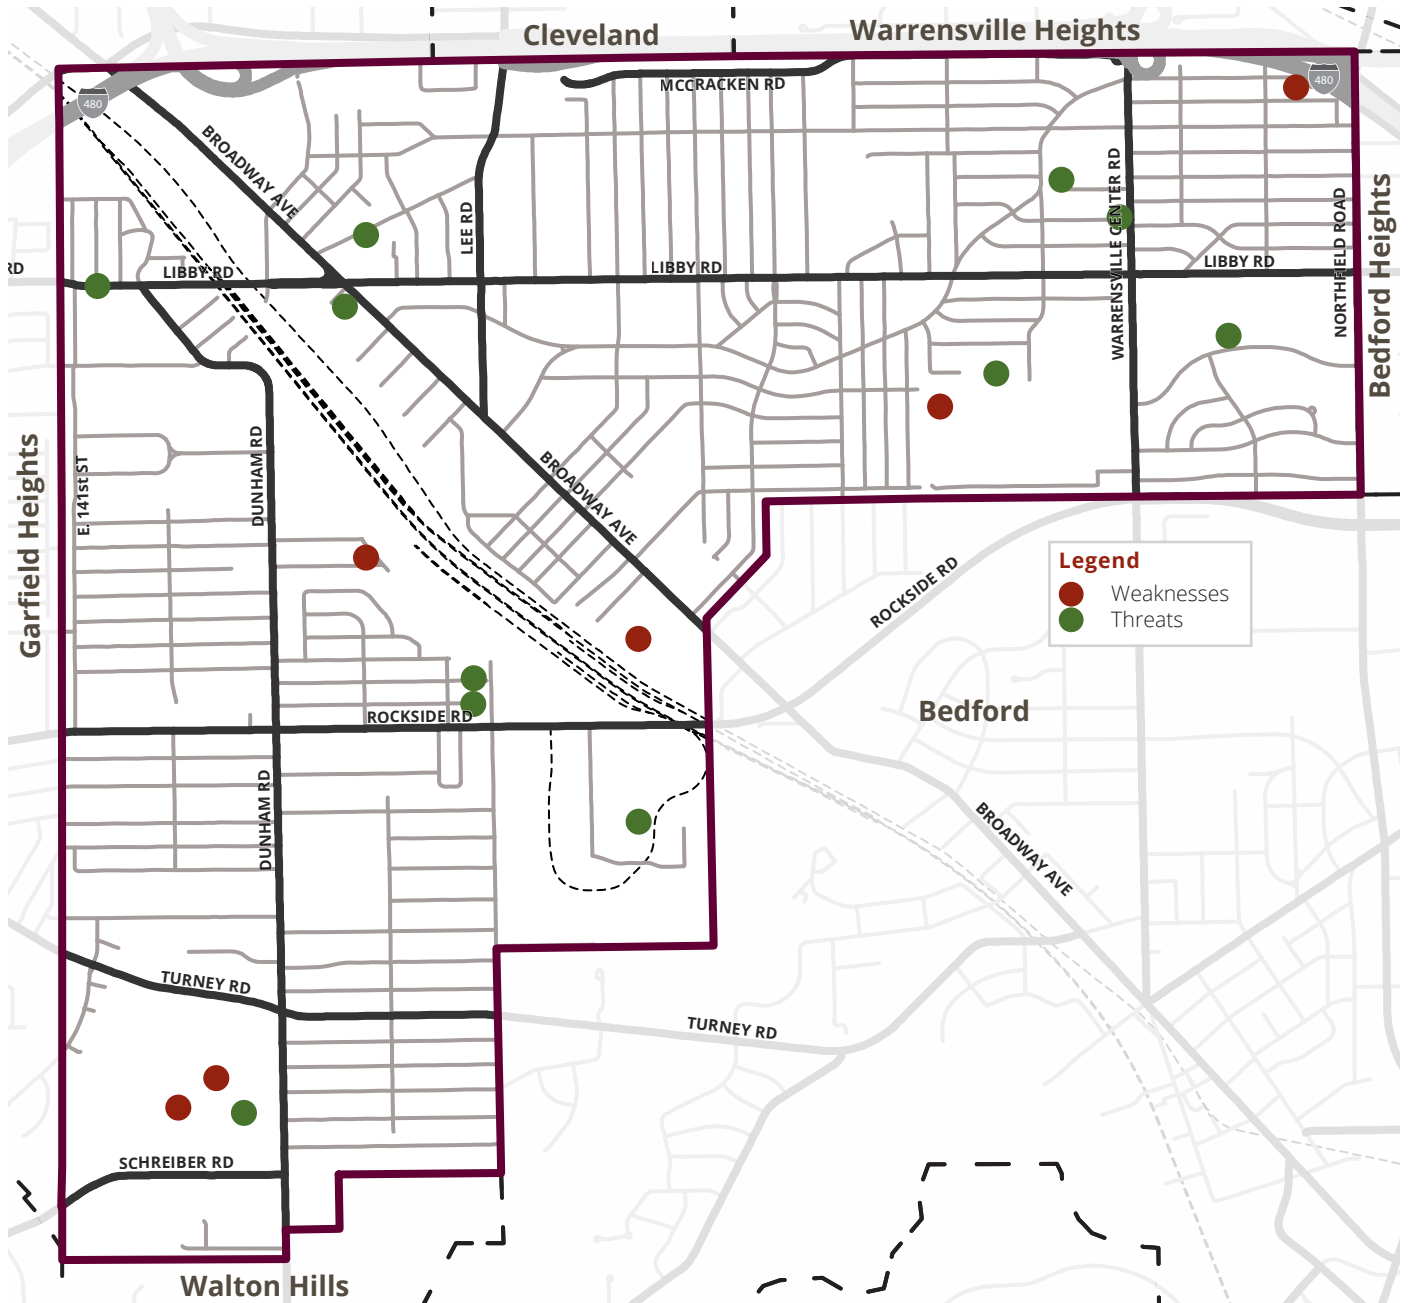 Cleveland
Warrensville Heights
480
480
MCCRACKEN RD
BROADWAY AVE
LEE RD
WARRENSVILLE CENTER RD
NORTHFIELD ROAD
Bedford Heights
RD
LIBBY RD
LIBBY RD
LIBBY RD
Garfield Heights
E. 141st ST
DUNHAM RD
BROADWAY AVE
ROCKSIDE RD
Legend
Weaknesses
Threats
ROCKSIDE RD
Bedford
DUNHAM RD
BROADWAY AVE
TURNEY RD
TURNEY RD
SCHREIBER RD
Walton Hills